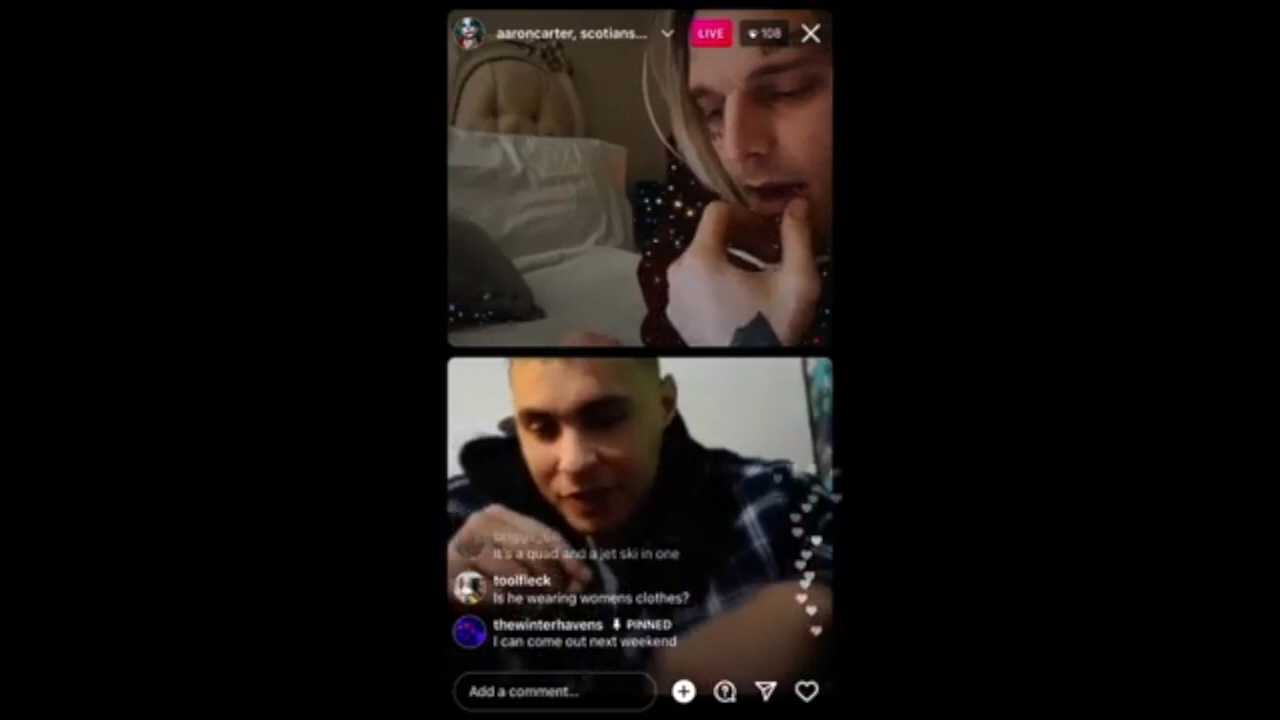 aaroncarter, scotians...
LIVE
108
It's a quad and a jet ski in one
toolfieck
Is he wearing womens clothes?
thewinterhavens PINNED
I can come out next weekend
Add a comment...